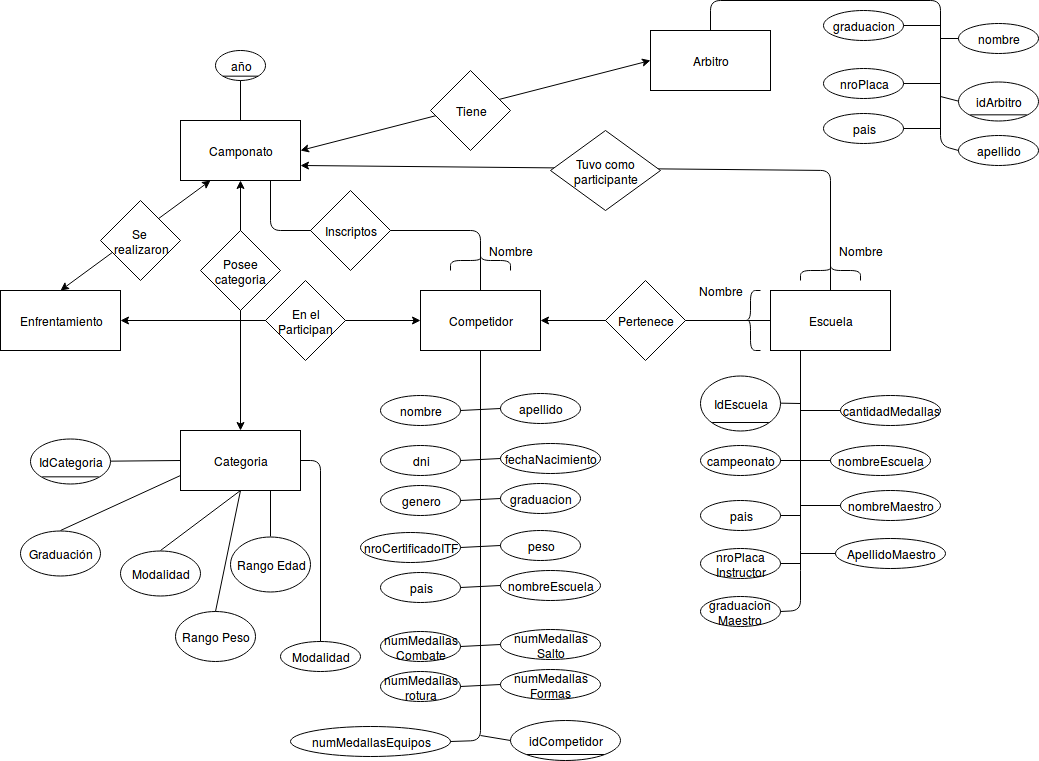 graduacion
nombre
Arbitro
año
nroPlaca
idArbitro
Tiene
pais
apellido
Camponato
Tuvo como
participante
Se
realizaron
Inscriptos
Nombre
Nombre
Posee
categoria
Nombre
Enfrentamiento
En el
Participan
Competidor
Pertenece
Escuela
nombre
apellido
IdEscuela
cantidadMedallas
IdCategoria
Categoria
dni
fechaNacimiento
campeonato
nombreEscuela
genero
graduacion
pais
nombreMaestro
Graduación
Modalidad
Rango Edad
nroCertificadoITF
peso
nroPlaca
Instructor
ApellidoMaestro
pais
nombreEscuela
graduacion
Maestro
Rango Peso
Modalidad
numMedallas
Combate
numMedallas
Salto
numMedallas
rotura
numMedallas
Formas
numMedallasEquipos
idCompetidor